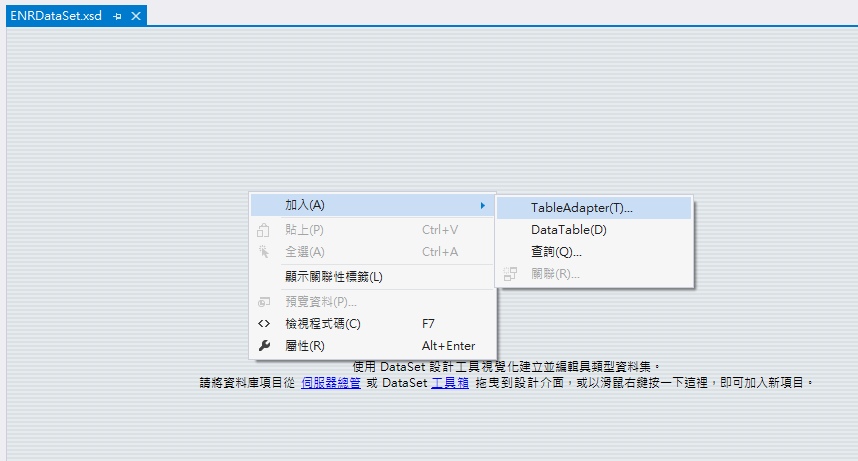 ENRDataSet.xsd
加入(A)
貼上(P) Ctrl+V
全選(A) Ctrl+A
顯示關聯性標籤(L)
預覽資料(P)...
檢視程式碼(C) F7
屬性(R) Alt+Enter
TableAdapter(T)...
DataTable(D)
查詢(Q)...
關聯(R)...
使用 DataSet 設計工具視覺化建立並編輯具類型資料集。
請將資料庫項目從 伺服器總管 或 DataSet 工具箱 拖曳到設計介面，或以滑鼠右鍵按一下這裡，即可加入新項目。